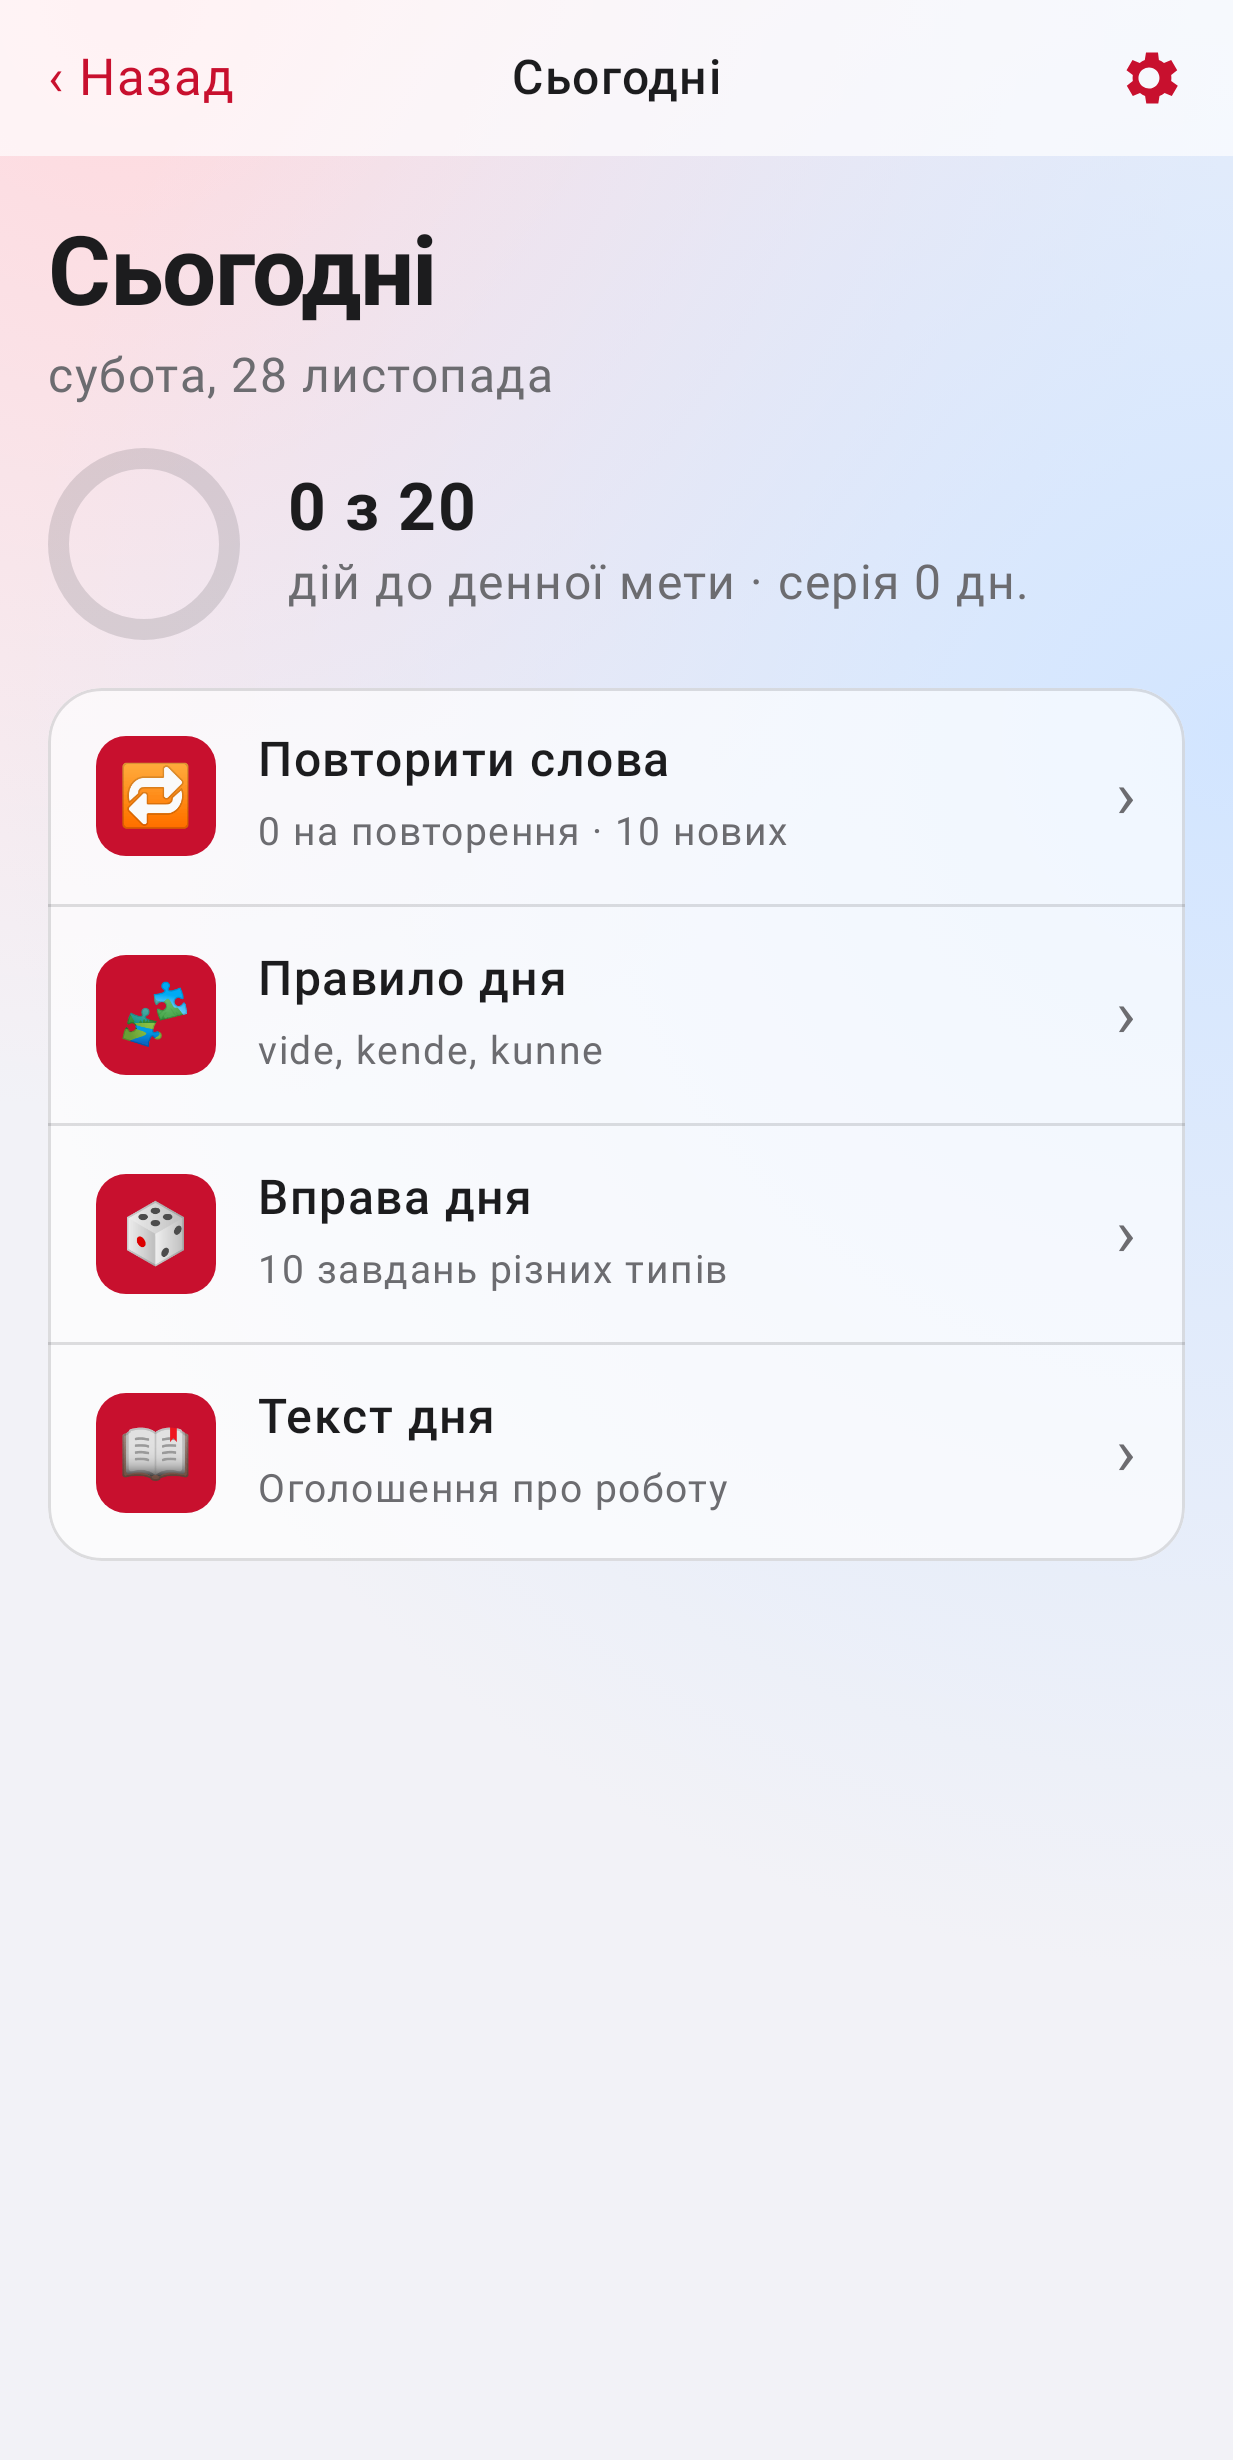 ‹ Назад
Сьогодні
Сьогодні
субота, 28 листопада
0 з 20
дій до денної мети · серія 0 дн.
Повторити слова
0 на повторення · 10 нових
›
Правило дня
vide, kende, kunne
›
Вправа дня
10 завдань різних типів
›
Текст дня
Оголошення про роботу
›